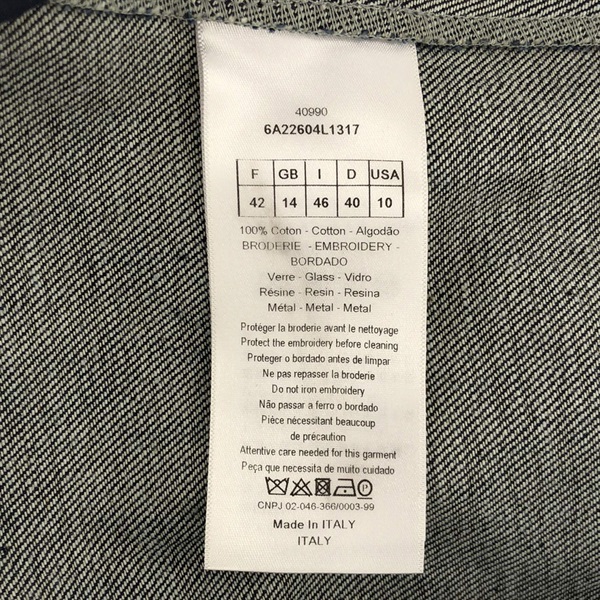 40990
6A22604L1317
F GB I D USA
42 14 46 40 10
100% Coton - Cotton - Algodão
BRODERIE - EMBROIDERY -
BORDADO
Verre - Glass - Vidro
Résine - Resin - Resina
Métal - Metal - Metal
Protéger la broderie avant le nettoyage
Protect the embroidery before cleaning
Proteger o bordado antes de limpar
Ne pas repasser la broderie
Do not iron embroidery
Não passar a ferro o bordado
Pièce nécessitant beaucoup
de précaution
Attentive care needed for this garment
Peça que necessita de muito cuidado
P
CNPJ 02-046-366/0003-99
Made In ITALY
ITALY